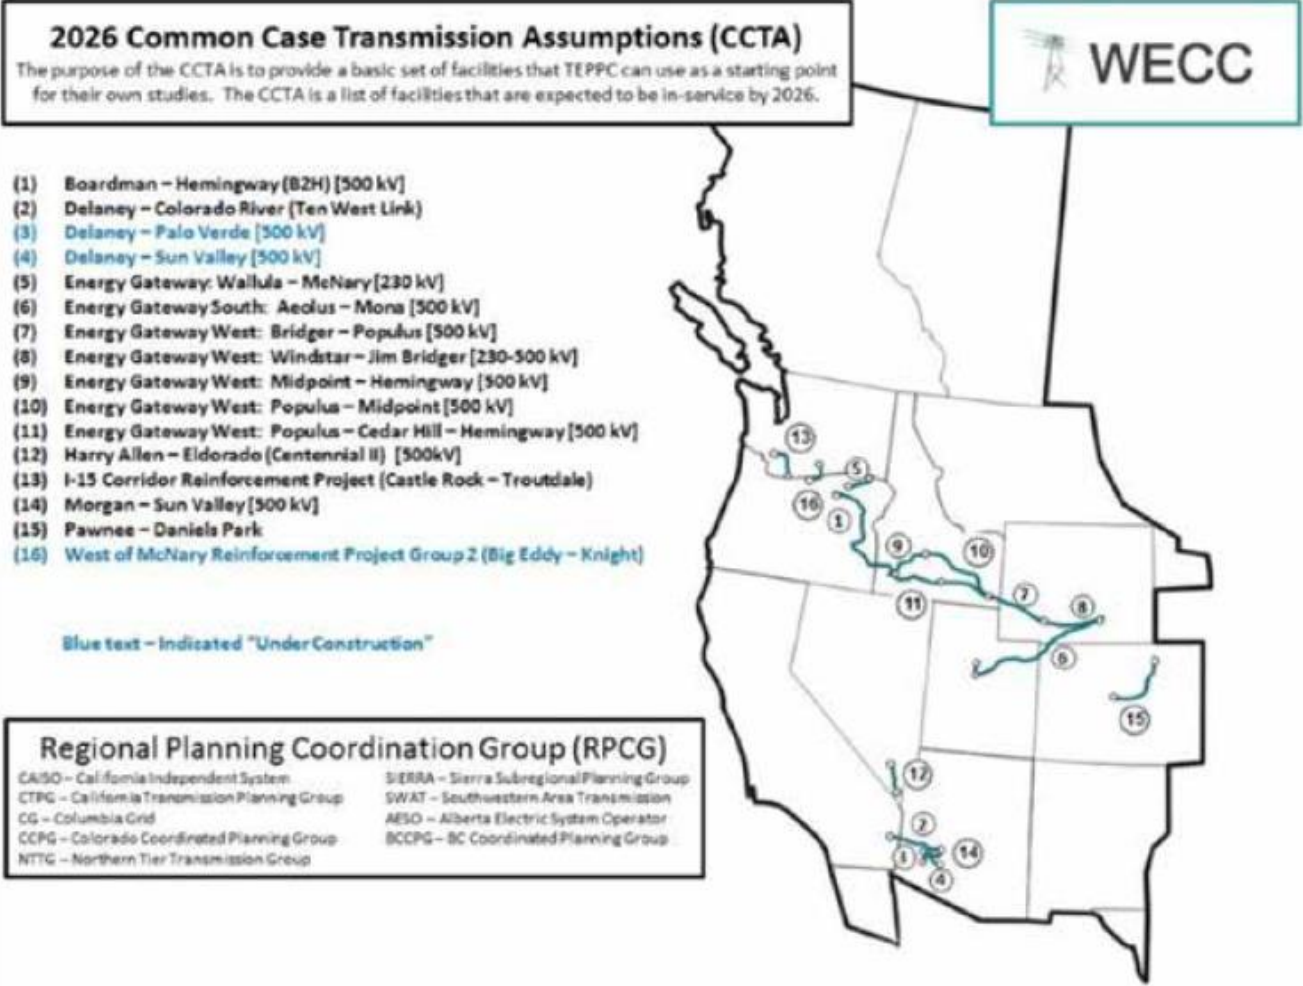 2026 Common Case Transmission Assumptions (CCTA)
The purpose of the CCTA is to provide a basic set of facilities that TEPPC can use as a starting point
for their own studies. The CCTA is a list of facilities that are expected to be in-service by 2026.
WECC
(1) Boardman – Hemingway (B2H) [500 kV]
(2) Delaney – Colorado River (Ten West Link)
(3) Delaney – Palo Verde [500 kV]
(4) Delaney – Sun Valley [500 kV]
(5) Energy Gateway: Wallula – McNary [230 kV]
(6) Energy Gateway South: Aeolus – Mona [500 kV]
(7) Energy Gateway West: Bridger – Populus [500 kV]
(8) Energy Gateway West: Windstar – Jim Bridger [230-500 kV]
(9) Energy Gateway West: Midpoint – Hemingway [500 kV]
(10) Energy Gateway West: Populus – Midpoint [500 kV]
(11) Energy Gateway West: Populus – Cedar Hill – Hemingway [500 kV]
(12) Harry Allen – Eldorado (Centennial II) [500kV]
(13) I-15 Corridor Reinforcement Project (Castle Rock – Troutdale)
(14) Morgan – Sun Valley [500 kV]
(15) Pawnee – Daniels Park
(16) West of McNary Reinforcement Project Group 2 (Big Eddy – Knight)
Blue text – Indicated "Under Construction"
Regional Planning Coordination Group (RPCG)
CAISO – California Independent System
CTPG – California Transmission Planning Group
CG – Columbia Grid
CCPG – Colorado Coordinated Planning Group
NTTG – Northern Tier Transmission Group
SIERRA – Sierra Subregional Planning Group
SWAT – Southwestern Area Transmission
AESO – Alberta Electric System Operator
BCCPG – BC Coordinated Planning Group
13
5
16
1
9
10
11
7
8
6
15
12
2
3
14
4